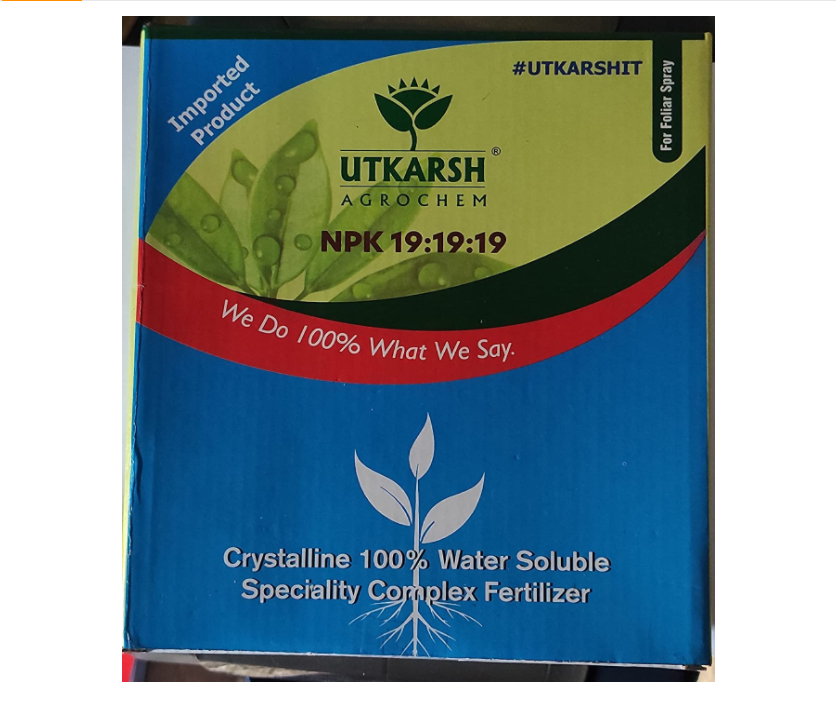 Imported
Product
#UTKARSHIT
For Foliar Spray
UTKARSH®
AGROCHEM
NPK 19:19:19
We Do 100% What We Say.
Crystalline 100% Water Soluble
Speciality Complex Fertilizer